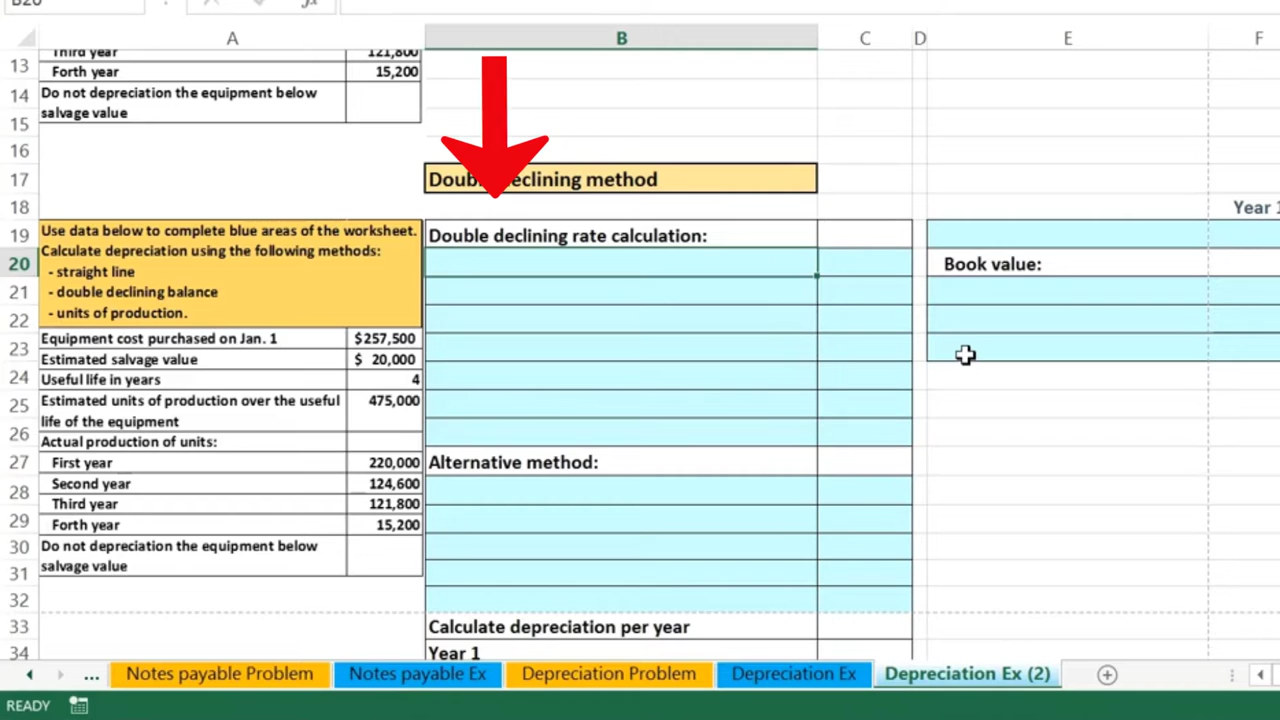 B20
fx
A B C D E F
13 Third year 121,800
Forth year 15,200
14 Do not depreciation the equipment below
salvage value
15
16
17 Double declining method
18 Year 1
19 Use data below to complete blue areas of the worksheet. Double declining rate calculation:
Calculate depreciation using the following methods:
20 - straight line Book value:
21 - double declining balance
22 - units of production.
Equipment cost purchased on Jan. 1 $257,500
23 Estimated salvage value $ 20,000
24 Useful life in years 4
25 Estimated units of production over the useful 475,000
life of the equipment
26 Actual production of units:
27 First year 220,000 Alternative method:
28 Second year 124,600
Third year 121,800
29 Forth year 15,200
30 Do not depreciation the equipment below
31 salvage value
32
33 Calculate depreciation per year
34 Year 1
... Notes payable Problem Notes payable Ex Depreciation Problem Depreciation Ex Depreciation Ex (2)
READY